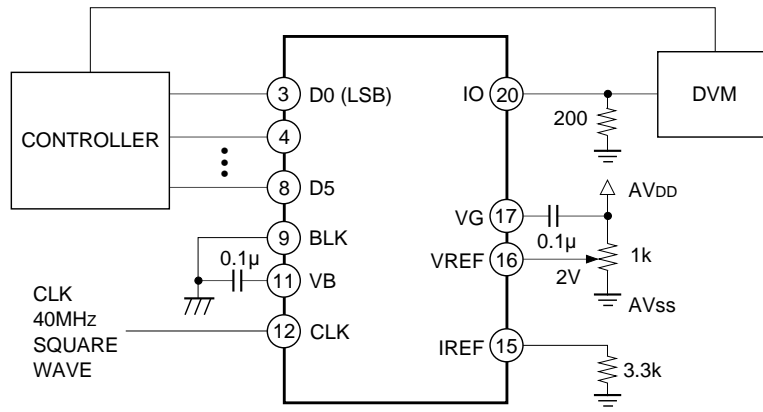 CONTROLLER
3 D0 (LSB)
4
8 D5
9 BLK
0.1µ
11 VB
12 CLK
CLK
40MHz
SQUARE
WAVE
IO 20
200
DVM
AVDD
VG 17
0.1µ
1k
VREF 16
2V
AVSS
IREF 15
3.3k